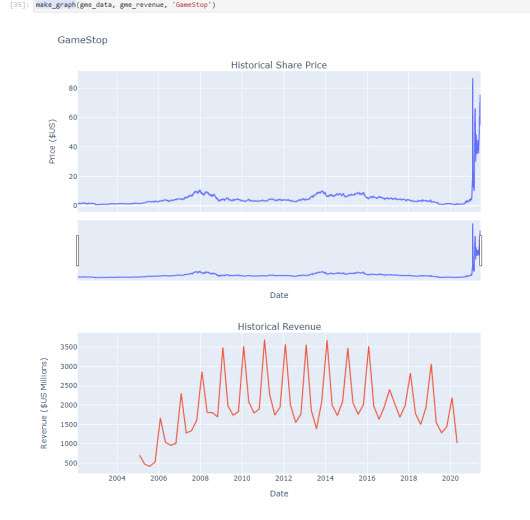 [35]: make_graph(gme_data, gme_revenue, 'GameStop')
GameStop
Historical Share Price
80
60
40
20
0
Price ($US)
Date
Historical Revenue
3500
3000
2500
2000
1500
1000
500
Revenue ($US Millions)
2004 2006 2008 2010 2012 2014 2016 2018 2020
Date